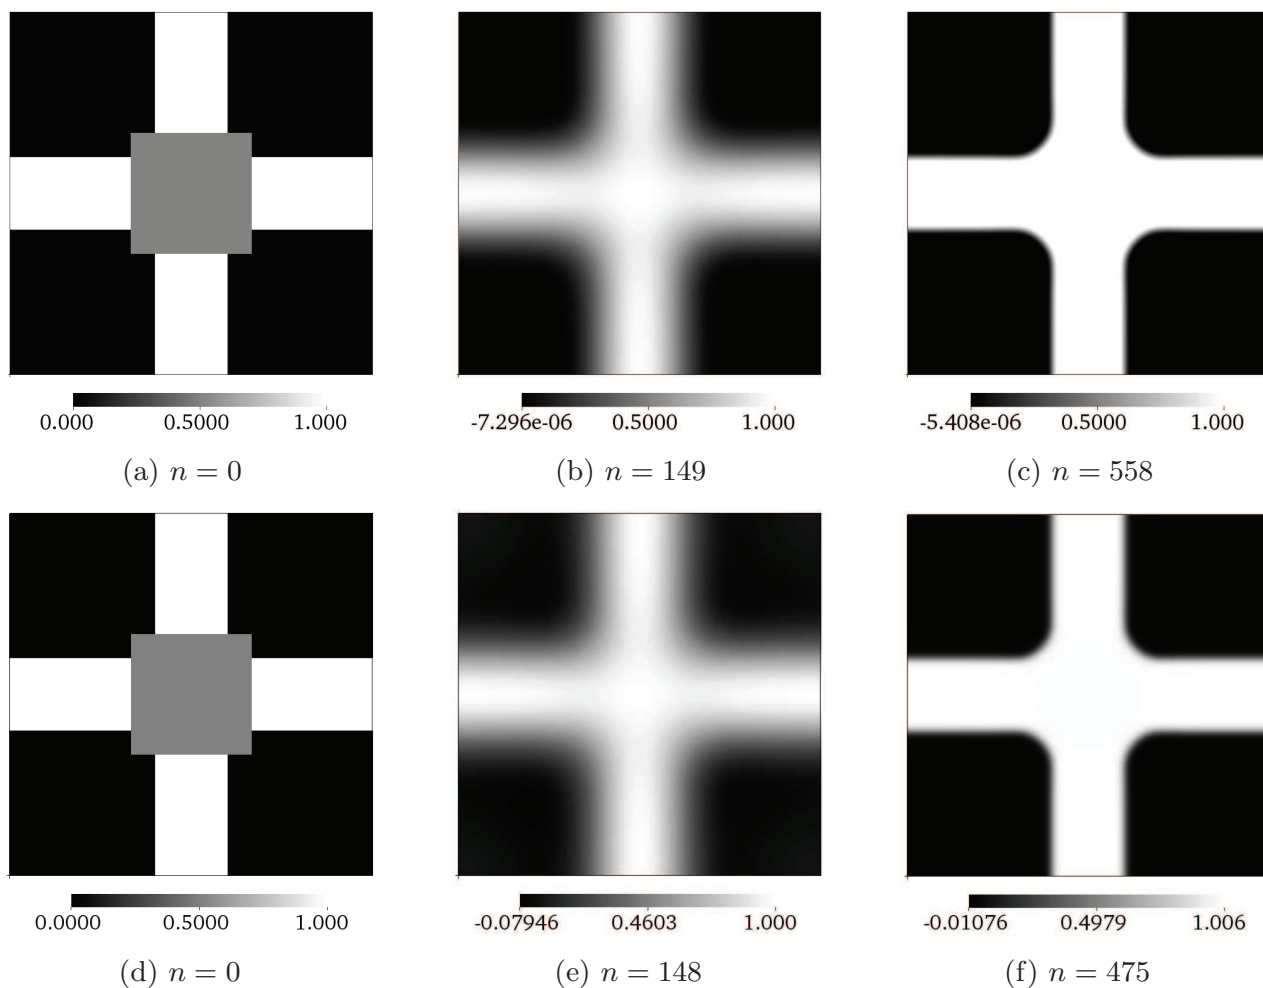 0.000 0.5000 1.000
-7.296e-06 0.5000 1.000
-5.408e-06 0.5000 1.000
(a) n = 0
(b) n = 149
(c) n = 558
0.0000 0.5000 1.000
-0.07946 0.4603 1.000
-0.01076 0.4979 1.006
(d) n = 0
(e) n = 148
(f) n = 475